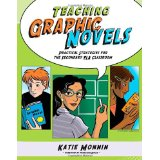 TEACHING
GRAPHIC NOVELS
PRACTICAL STRATEGIES FOR
THE SECONDARY ELA CLASSROOM
KATIE MONNIN